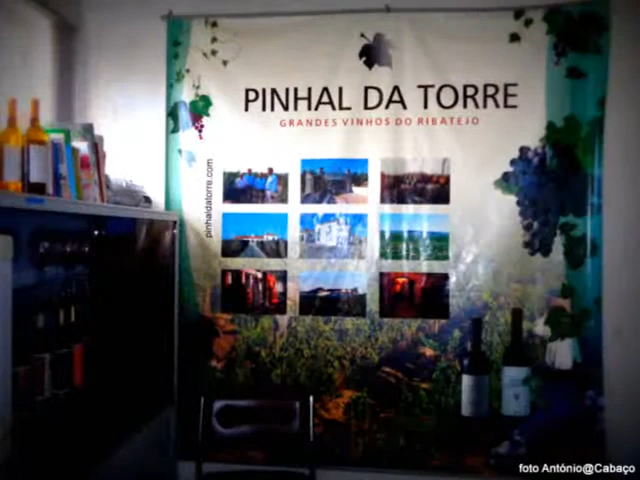 PINHAL DA TORRE
GRANDES VINHOS DO RIBATEJO
pinhaldatorre.com
foto António@Cabaço